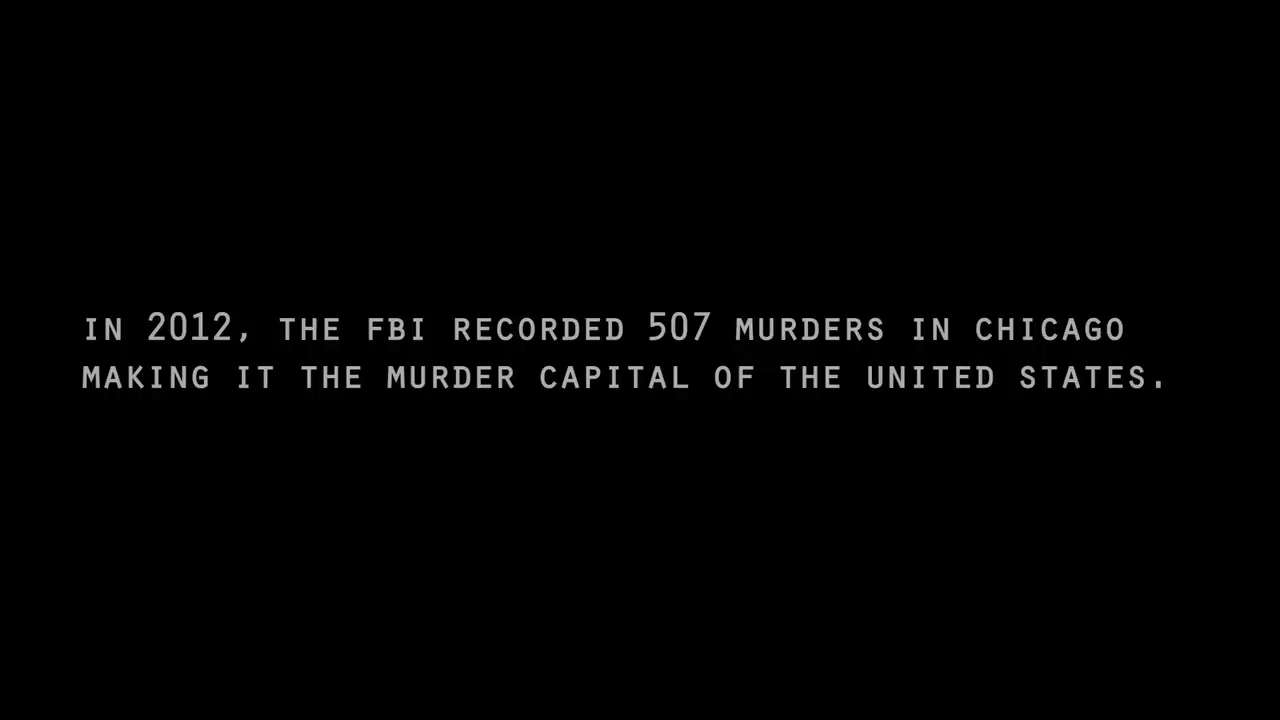 IN 2012, THE FBI RECORDED 507 MURDERS IN CHICAGO
MAKING IT THE MURDER CAPITAL OF THE UNITED STATES.